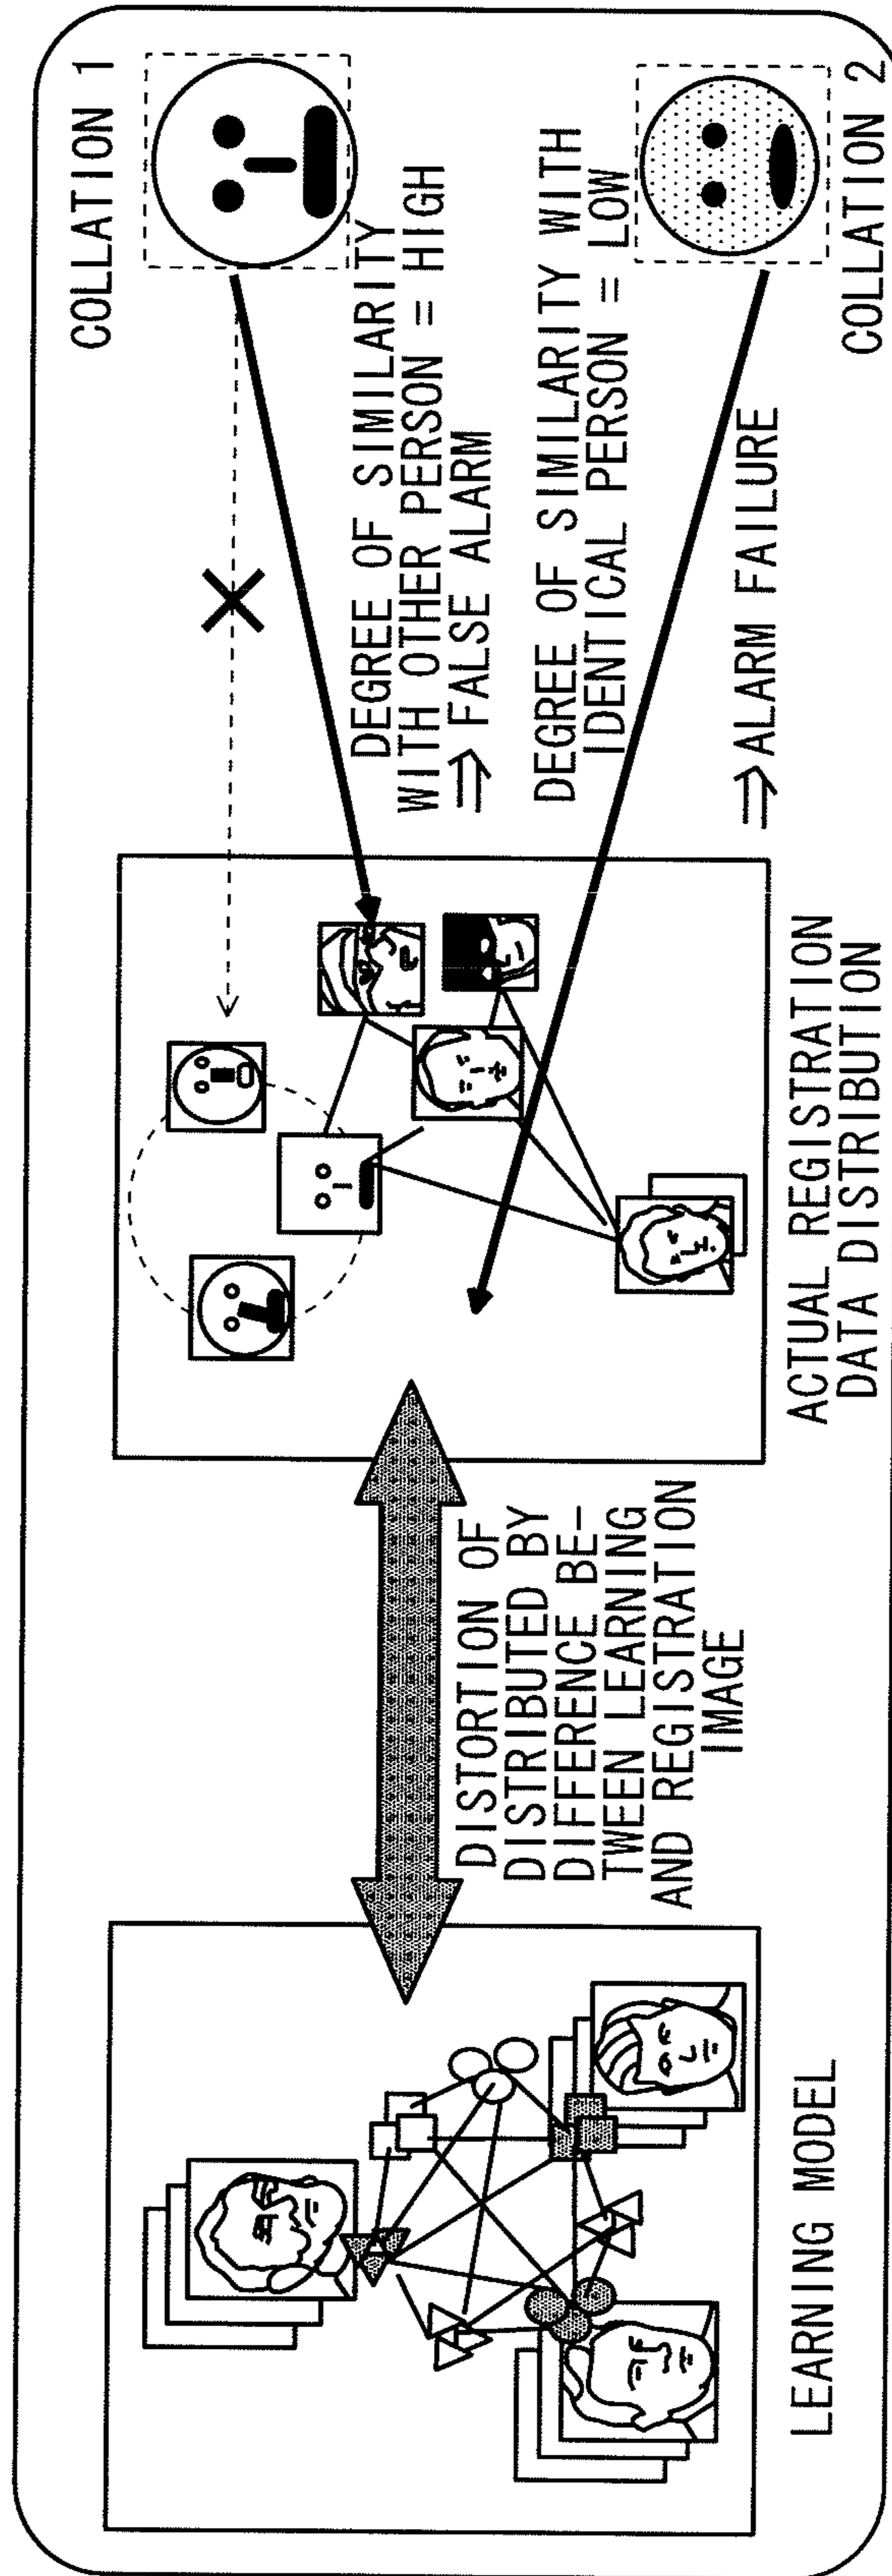 LEARNING MODEL
DISTORTION OF
DISTRIBUTED BY
DIFFERENCE BE-
TWEEN LEARNING
AND REGISTRATION
IMAGE
ACTUAL REGISTRATION
DATA DISTRIBUTION
COLLATION 1
DEGREE OF SIMILARITY
WITH OTHER PERSON = HIGH
⇒ FALSE ALARM
DEGREE OF SIMILARITY WITH
IDENTICAL PERSON = LOW
⇒ ALARM FAILURE
COLLATION 2